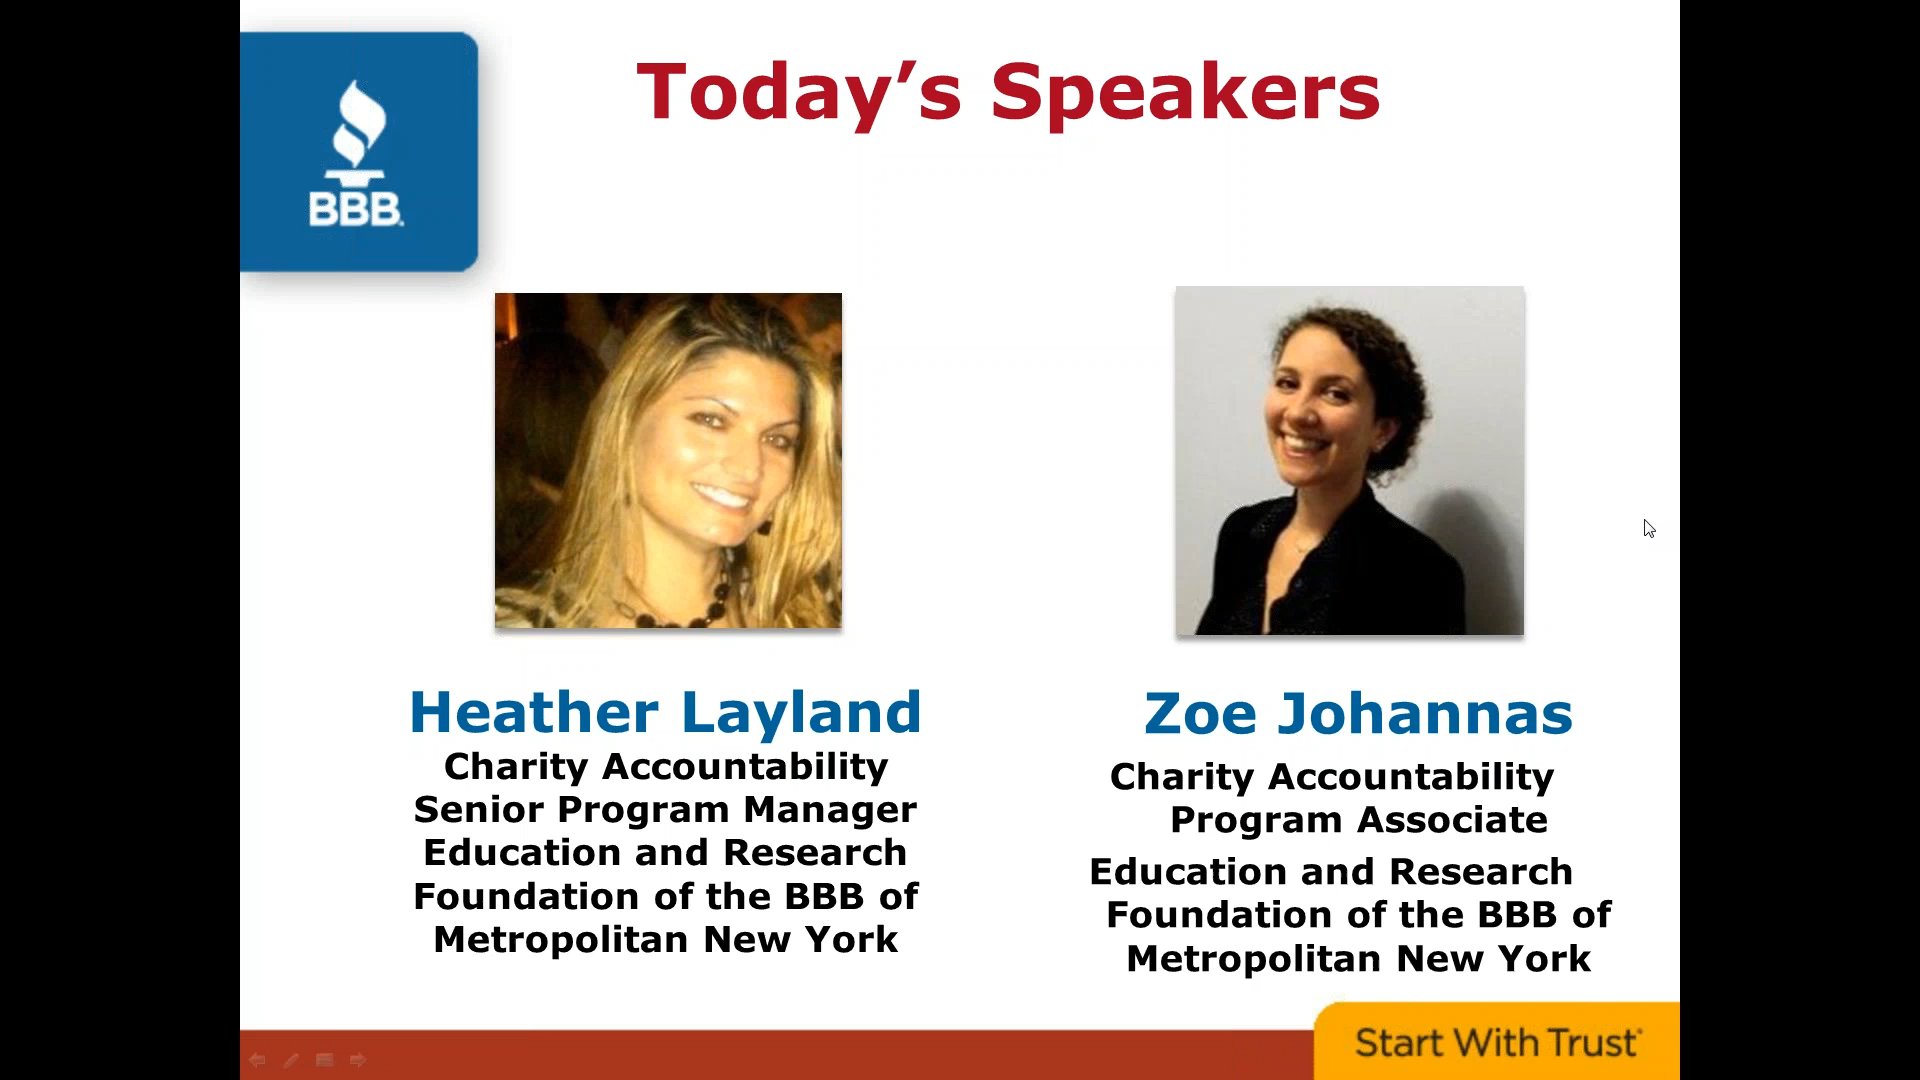 Today’s Speakers
BBB.
Heather Layland
Charity Accountability
Senior Program Manager
Education and Research
Foundation of the BBB of
Metropolitan New York
Zoe Johannas
Charity Accountability
Program Associate
Education and Research
Foundation of the BBB of
Metropolitan New York
Start With Trust®